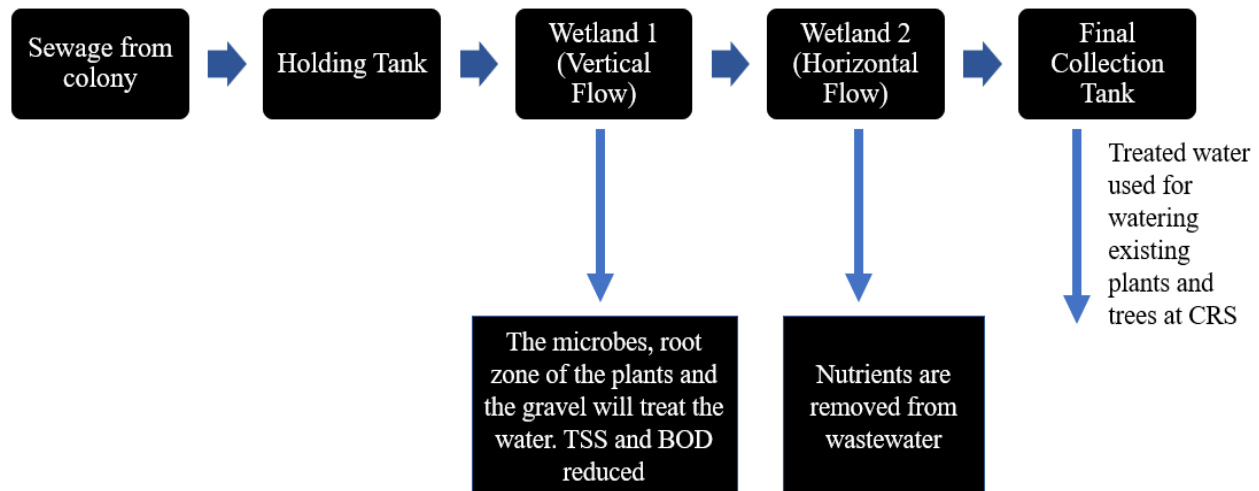 Sewage from
colony
Holding Tank
Wetland 1
(Vertical
Flow)
Wetland 2
(Horizontal
Flow)
Final
Collection
Tank
The microbes, root
zone of the plants and
the gravel will treat the
water. TSS and BOD
reduced
Nutrients are
removed from
wastewater
Treated water
used for
watering
existing
plants and
trees at CRS